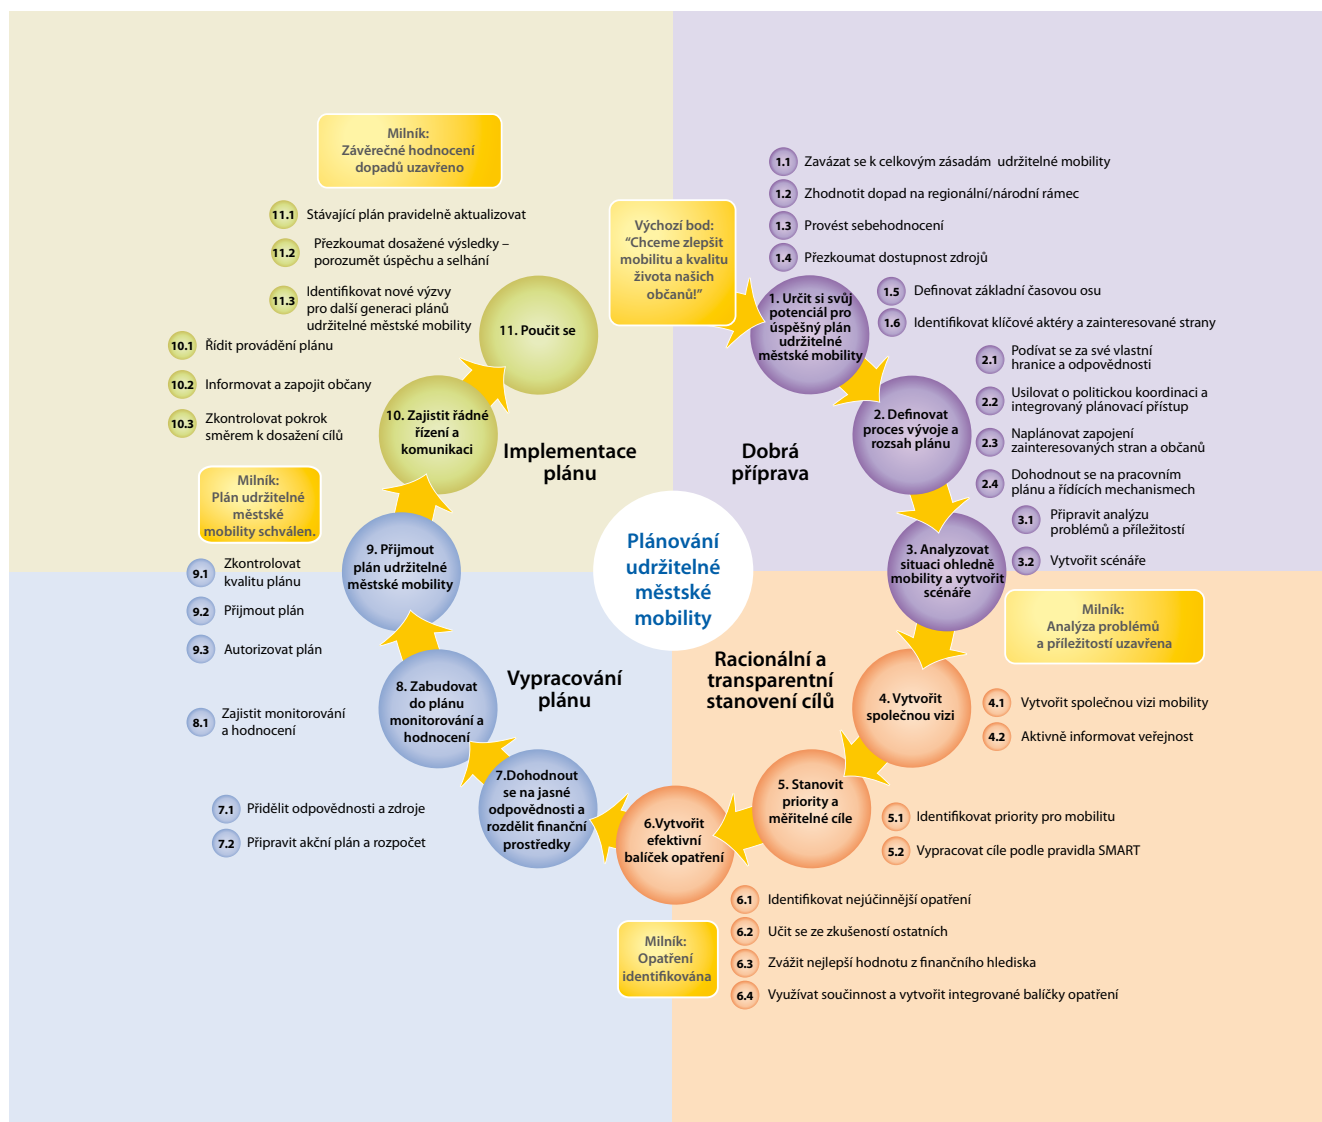 Výchozí bod:
“Chceme zlepšit
mobilitu a kvalitu
života našich
občanů!”
1.1 Zavázat se k celkovým zásadám udržitelné mobility
1.2 Zhodnotit dopad na regionální/národní rámec
1.3 Provést sebehodnocení
1.4 Přezkoumat dostupnost zdrojů
1.5 Definovat základní časovou osu
1.6 Identifikovat klíčové aktéry a zainteresované strany
1. Určit si svůj
potenciál pro
úspěšný plán
udržitelné
městské mobility
2.1 Podívat se za své vlastní
hranice a odpovědnosti
2.2 Usilovat o politickou koordinaci a
integrovaný plánovací přístup
2.3 Naplánovat zapojení
zainteresovaných stran a občanů
2.4 Dohodnout se na pracovním
plánu a řídících mechanismech
2. Definovat
proces vývoje a
rozsah plánu
Dobrá
příprava
3.1 Připravit analýzu
problémů a příležitostí
3.2 Vytvořit scénáře
3. Analyzovat
situaci ohledně
mobility a vytvořit
scénáře
Milník:
Analýza problémů
a příležitostí uzavřena
Plánování
udržitelné
městské
mobility
Racionální a
transparentní
stanovení cílů
4. Vytvořit
společnou vizi
4.1 Vytvořit společnou vizi mobility
4.2 Aktivně informovat veřejnost
5. Stanovit
priority a
měřitelné cíle
5.1 Identifikovat priority pro mobilitu
5.2 Vypracovat cíle podle pravidla SMART
6.Vytvořit
efektivní
balíček opatření
6.1 Identifikovat nejúčinnější opatření
6.2 Učit se ze zkušeností ostatních
6.3 Zvážit nejlepší hodnotu z finančního hlediska
6.4 Využívat součinnost a vytvořit integrované balíčky opatření
Milník:
Opatření
identifikována
Vypracování
plánu
7.Dohodnout
se na jasné
odpovědnosti a
rozdělit finanční
prostředky
7.1 Přidělit odpovědnosti a zdroje
7.2 Připravit akční plán a rozpočet
8. Zabudovat
do plánu
monitorování a
hodnocení
8.1 Zajistit monitorování
a hodnocení
9. Přijmout
plán udržitelné
městské mobility
9.1 Zkontrolovat
kvalitu plánu
9.2 Přijmout plán
9.3 Autorizovat plán
Milník:
Plán udržitelné
městské
mobility schválen.
Implementace
plánu
10. Zajistit řádné
řízení a
komunikaci
10.1 Řídit provádění plánu
10.2 Informovat a zapojit občany
10.3 Zkontrolovat pokrok
směrem k dosažení cílů
11. Poučit se
11.1 Stávající plán pravidelně aktualizovat
11.2 Přezkoumat dosažené výsledky –
porozumět úspěchu a selhání
11.3 Identifikovat nové výzvy
pro další generaci plánů
udržitelné městské mobility
Milník:
Závěrečné hodnocení
dopadů uzavřeno